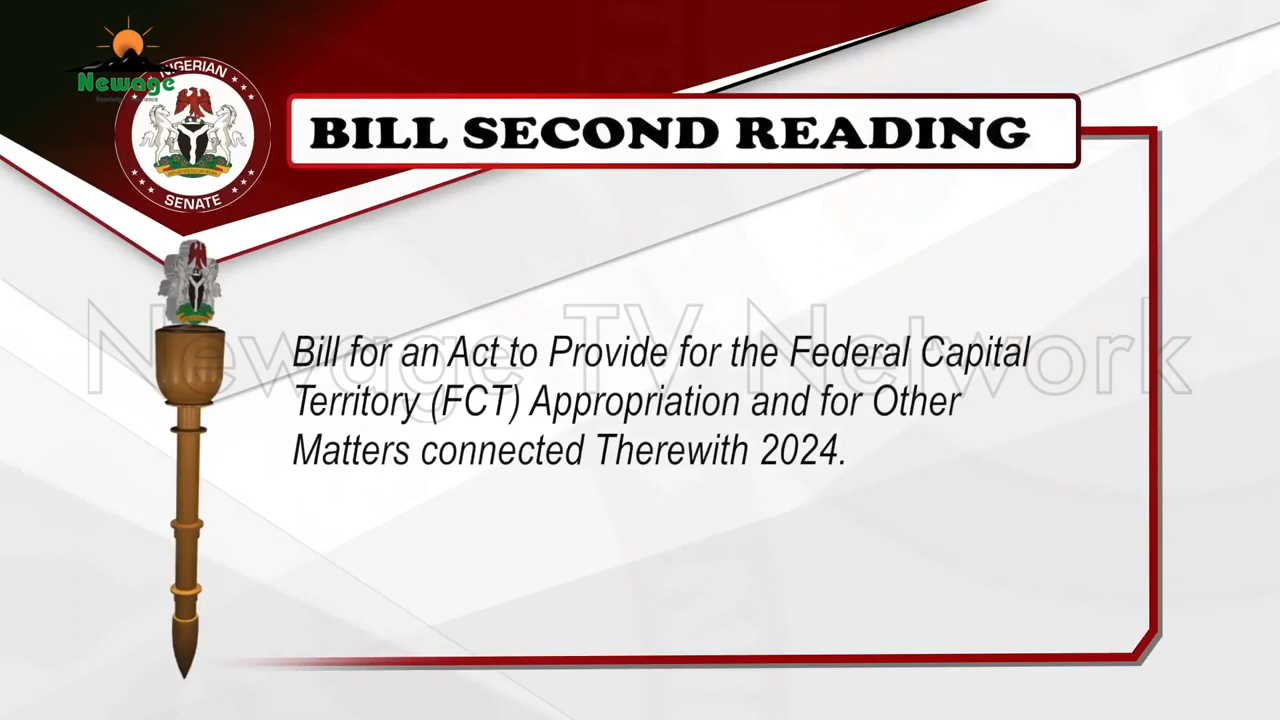 Newage
NIGERIAN
SENATE
BILL SECOND READING
Newage TV Network
Bill for an Act to Provide for the Federal Capital
Territory (FCT) Appropriation and for Other
Matters connected Therewith 2024.